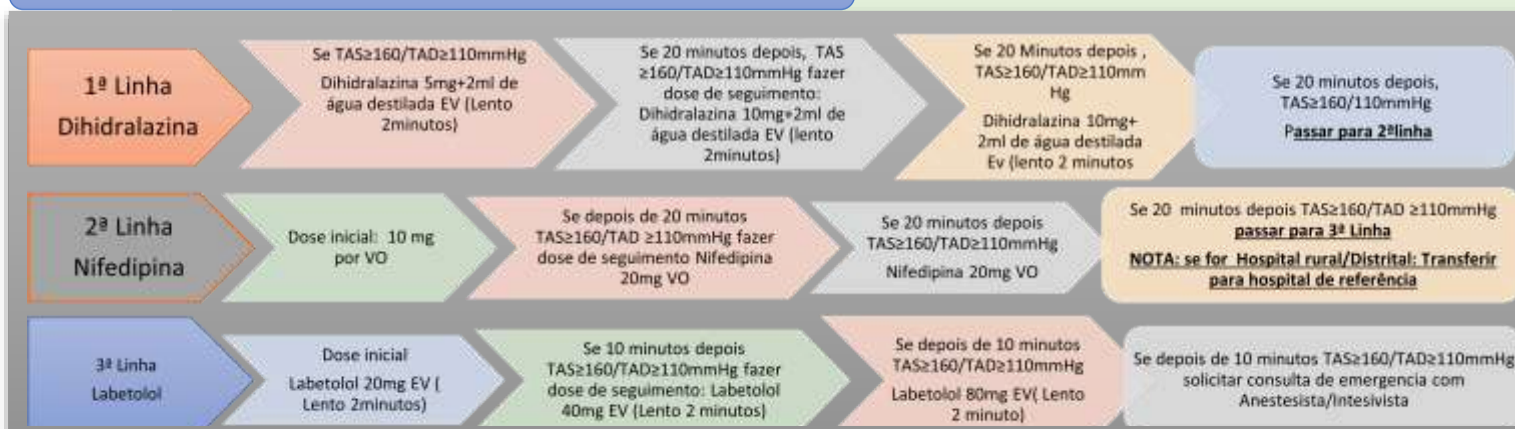 1ª Linha
Dihidralazina
Se TAS≥160/TAD≥110mmHg
Dihidralazina 5mg+2ml de
água destilada EV (Lento
2minutos)
Se 20 minutos depois, TAS
≥160/TAD≥110mmHg fazer
dose de seguimento:
Dihidralazina 10mg+2ml de
água destilada EV (lento
2minutos)
Se 20 Minutos depois ,
TAS≥160/TAD≥110mm
Hg
Dihidralazina 10mg+
2ml de água destilada
Ev (lento 2 minutos
Se 20 minutos depois,
TAS≥160/110mmHg
Passar para 2ªlinha
2ª Linha
Nifedipina
Dose inicial: 10 mg
por VO
Se depois de 20 minutos
TAS≥160/TAD ≥110mmHg fazer
dose de seguimento Nifedipina
20mg VO
Se 20 minutos depois
TAS≥160/TAD≥110mmHg
Nifedipina 20mg VO
Se 20 minutos depois TAS≥160/TAD ≥110mmHg
passar para 3ª Linha
NOTA: se for Hospital rural/Distrital: Transferir
para hospital de referência
3ª Linha
Labetolol
Dose inicial
Labetolol 20mg EV (
Lento 2minutos)
Se 10 minutos depois
TAS≥160/TAD≥110mmHg fazer
dose de seguimento: Labetolol
40mg EV (Lento 2 minutos)
Se depois de 10 minutos
TAS≥160/TAD≥110mmHg
Labetolol 80mg EV( Lento
2 minuto)
Se depois de 10 minutos TAS≥160/TAD≥110mmHg
solicitar consulta de emergencia com
Anestesista/Intesivista